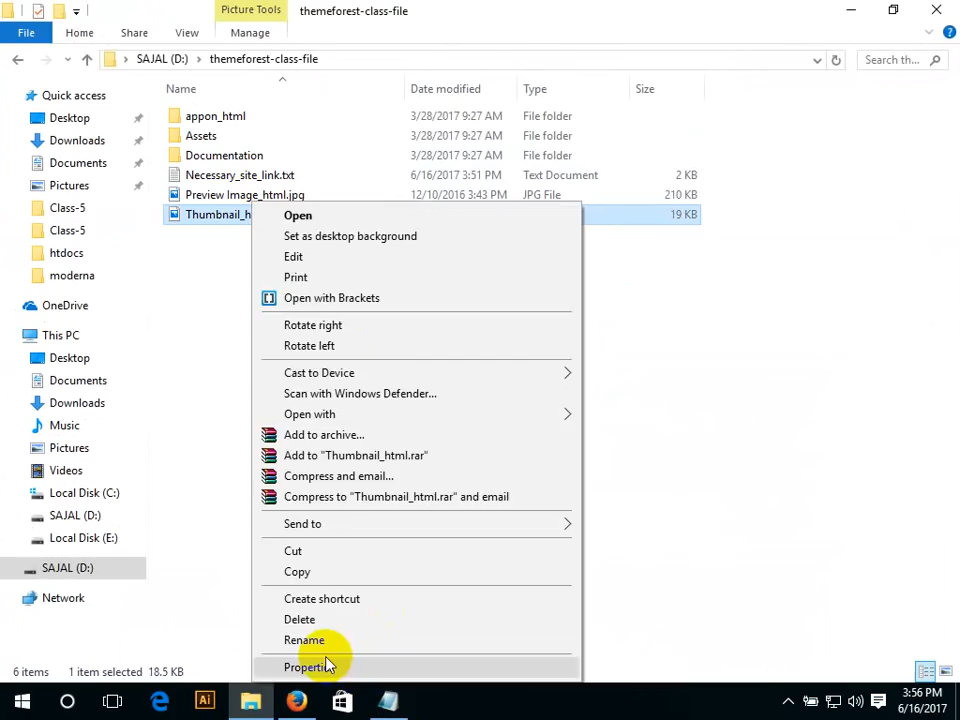 Picture Tools
themeforest-class-file
File
Home
Share
View
Manage
SAJAL (D:)
themeforest-class-file
Search th...
Quick access
Desktop
Downloads
Documents
Pictures
Class-5
Class-5
htdocs
moderna
OneDrive
This PC
Desktop
Documents
Downloads
Music
Pictures
Videos
Local Disk (C:)
SAJAL (D:)
Local Disk (E:)
SAJAL (D:)
Network
Name Date modified Type Size
appon_html 3/28/2017 9:27 AM File folder
Assets 3/28/2017 9:27 AM File folder
Documentation 3/28/2017 9:27 AM File folder
Necessary_site_link.txt 6/16/2017 3:51 PM Text Document 2 KB
Preview Image_html.jpg 12/10/2016 3:43 PM JPG File 210 KB
Thumbnail_h 19 KB
Open
Set as desktop background
Edit
Print
Open with Brackets
Rotate right
Rotate left
Cast to Device
Scan with Windows Defender...
Open with
Add to archive...
Add to "Thumbnail_html.rar"
Compress and email...
Compress to "Thumbnail_html.rar" and email
Send to
Cut
Copy
Create shortcut
Delete
Rename
Properties
6 items 1 item selected 18.5 KB
Ai
3:56 PM
6/16/2017